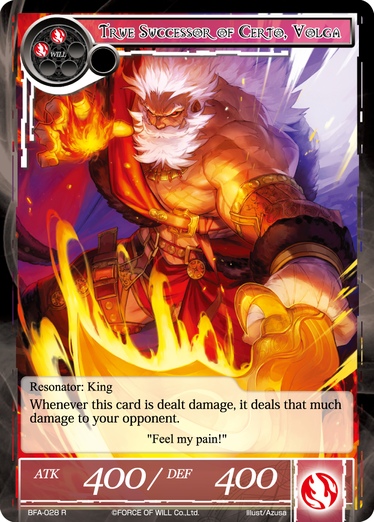 True Successor of Certo, Volga
WILL
Resonator: King
Whenever this card is dealt damage, it deals that much
damage to your opponent.
"Feel my pain!"
ATK 400 / DEF 400
BFA-028 R ©FORCE OF WILL Co.,Ltd. Illust/Azusa